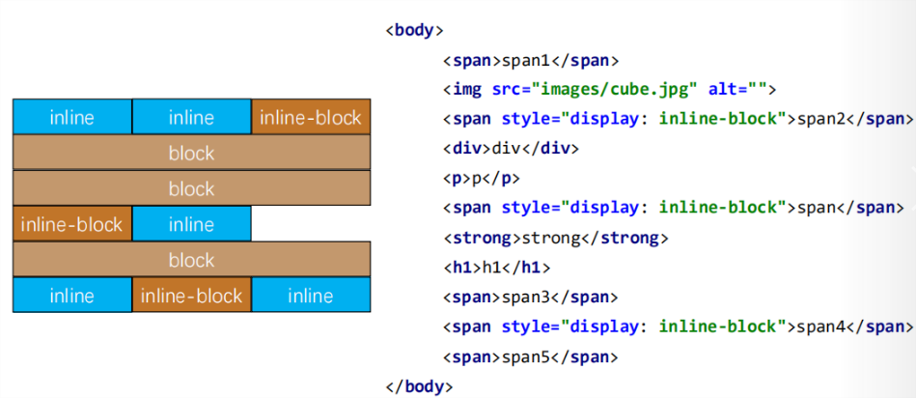 inline inline inline-block
block
block
inline-block inline
block
inline inline-block inline
<body>
<span>span1</span>
<img src="images/cube.jpg" alt="">
<span style="display: inline-block">span2</span>
<div>div</div>
<p>p</p>
<span style="display: inline-block">span</span>
<strong>strong</strong>
<h1>h1</h1>
<span>span3</span>
<span style="display: inline-block">span4</span>
<span>span5</span>
</body>